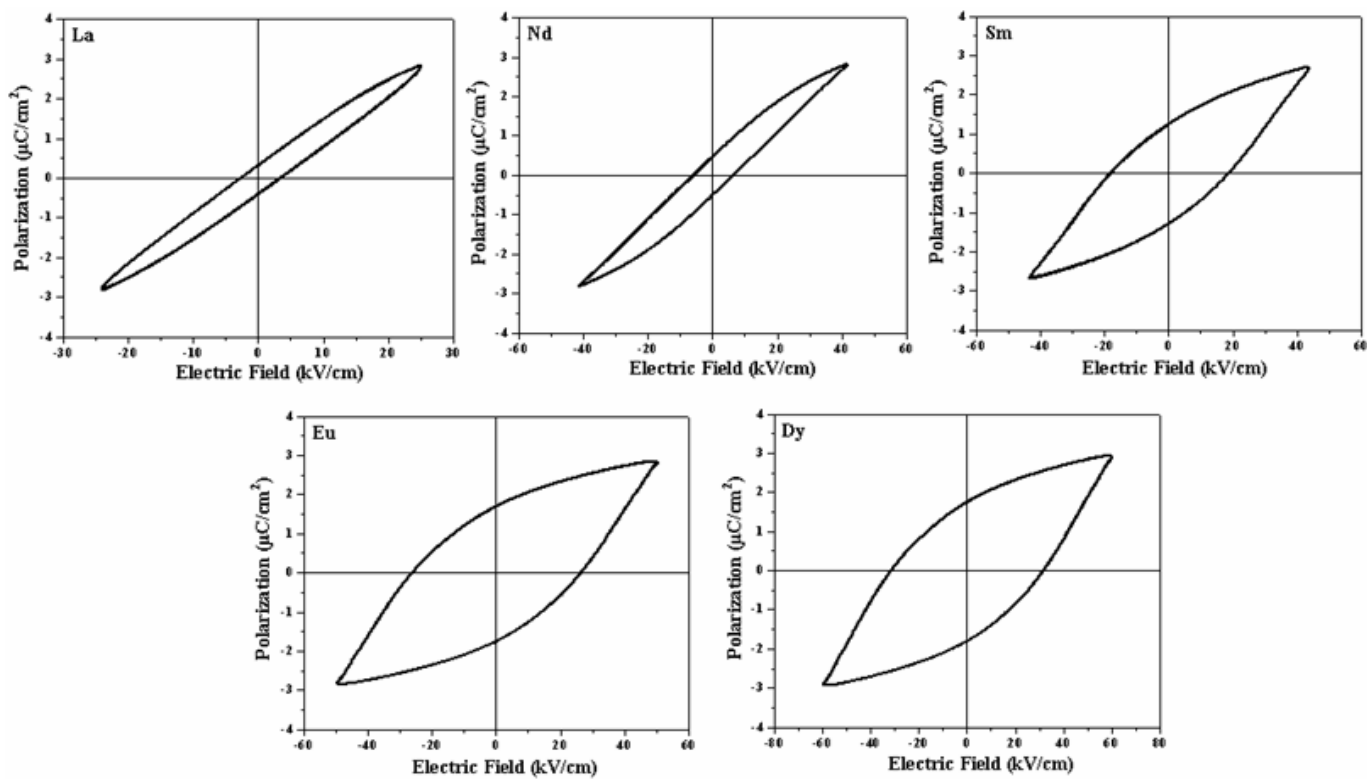 La
Polarization (μC/cm²)
4
3
2
1
0
-1
-2
-3
-4
-30 -20 -10 0 10 20 30
Electric Field (kV/cm)
Nd
Polarization (μC/cm²)
4
3
2
1
0
-1
-2
-3
-4
-60 -40 -20 0 20 40 60
Electric Field (kV/cm)
Sm
Polarization (μC/cm²)
4
3
2
1
0
-1
-2
-3
-4
-60 -40 -20 0 20 40 60
Electric Field (kV/cm)
Eu
Polarization (μC/cm²)
4
3
2
1
0
-1
-2
-3
-4
-60 -40 -20 0 20 40 60
Electric Field (kV/cm)
Dy
Polarization (μC/cm²)
4
3
2
1
0
-1
-2
-3
-4
-80 -60 -40 -20 0 20 40 60 80
Electric Field (kV/cm)